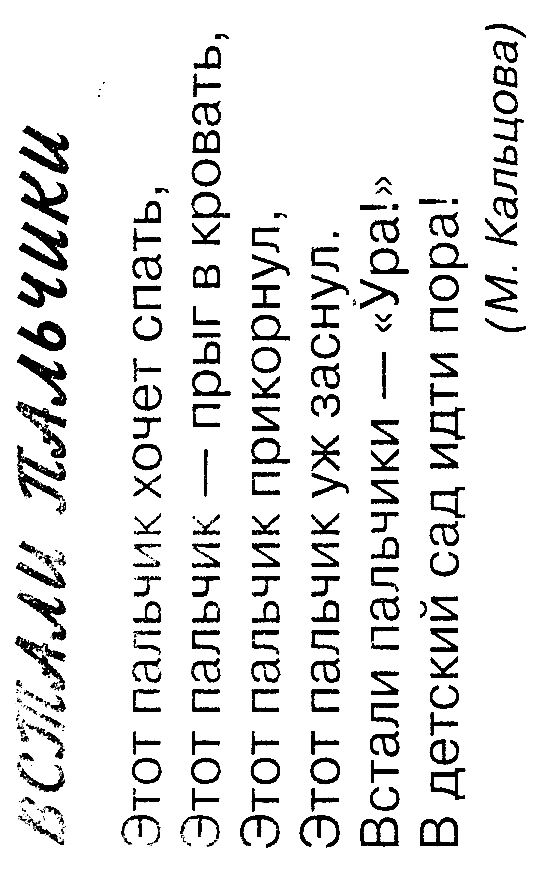 ВСТАЛИ ПАЛЬЧИКИ
Этот пальчик хочет спать,
Этот пальчик — прыг в кровать,
Этот пальчик прикорнул,
Этот пальчик уж заснул.
Встали пальчики — «Ура!»
В детский сад идти пора!
(М. Кальцова)